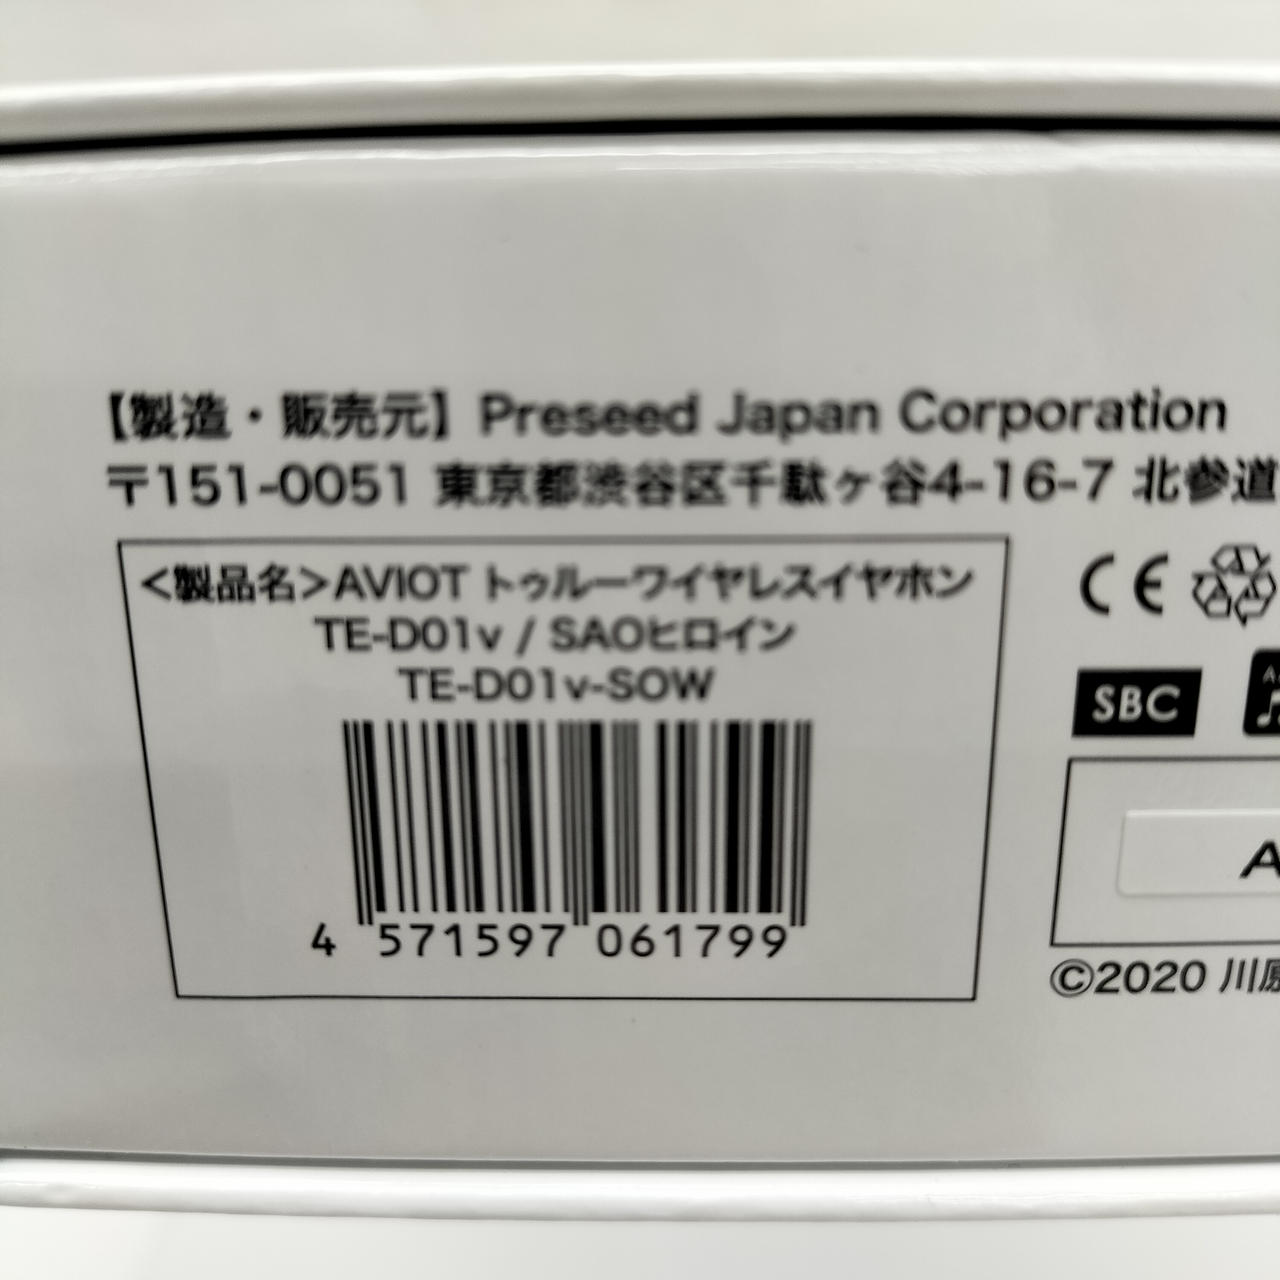 【製造・販売元】Preseed Japan Corporation
〒151-0051 東京都渋谷区千駄ヶ谷4-16-7 北参道
<製品名>AVIOT トゥルーワイヤレスイヤホン
TE-D01v / SAOヒロイン
TE-D01v-SOW
4 571597 061799
CE
SBC
A
©2020 川原